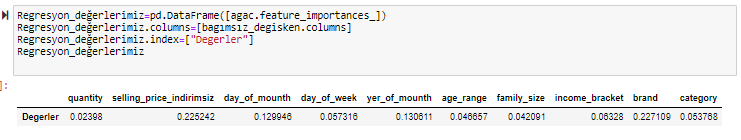 Regresyon_değerlerimiz=pd.DataFrame([agac.feature_importances_])
Regresyon_değerlerimiz.columns=[bagımsız_degisken.columns]
Regresyon_değerlerimiz.index=["Degerler"]
Regresyon_değerlerimiz
]:
quantity selling_price_indirimsiz day_of_mounth day_of_week yer_of_mounth age_range family_size income_bracket brand category
Degerler 0.02398 0.225242 0.129946 0.057316 0.130611 0.046657 0.042091 0.06328 0.227109 0.053768